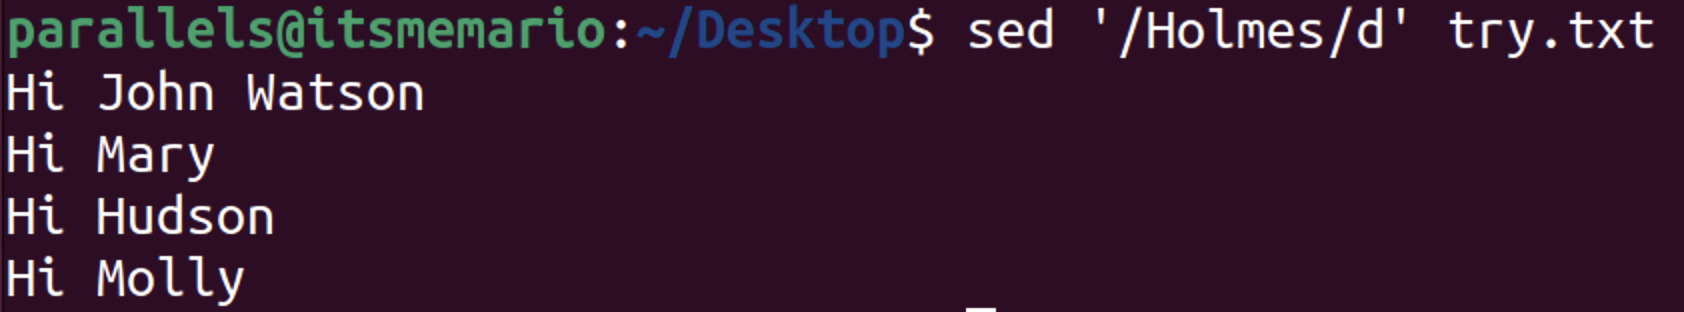 parallels@itsmemario:~/Desktop$ sed '/Holmes/d' try.txt
Hi John Watson
Hi Mary
Hi Hudson
Hi Molly